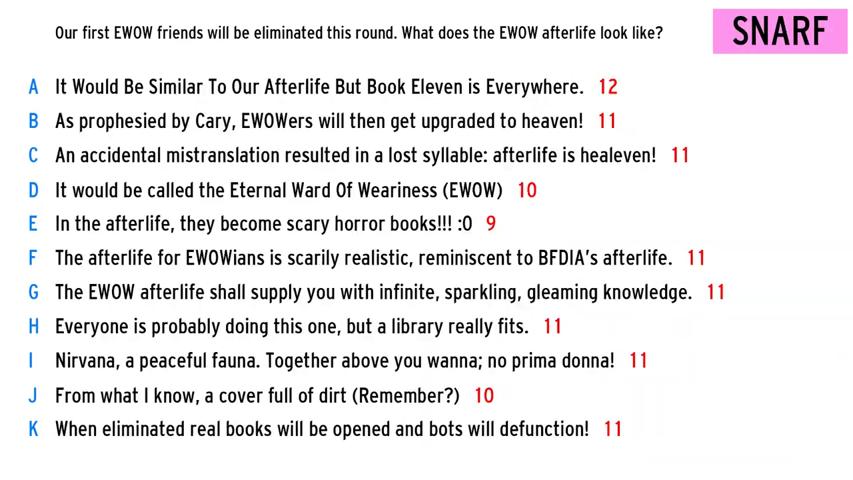 Our first EWOW friends will be eliminated this round. What does the EWOW afterlife look like?
SNARF
A It Would Be Similar To Our Afterlife But Book Eleven is Everywhere. 12
B As prophesied by Cary, EWOWers will then get upgraded to heaven! 11
C An accidental mistranslation resulted in a lost syllable: afterlife is healeven! 11
D It would be called the Eternal Ward Of Weariness (EWOW) 10
E In the afterlife, they become scary horror books!!! :O 9
F The afterlife for EWOWians is scarily realistic, reminiscent to BFDIA's afterlife. 11
G The EWOW afterlife shall supply you with infinite, sparkling, gleaming knowledge. 11
H Everyone is probably doing this one, but a library really fits. 11
I Nirvana, a peaceful fauna. Together above you wanna; no prima donna! 11
J From what I know, a cover full of dirt (Remember?) 10
K When eliminated real books will be opened and bots will defunction! 11